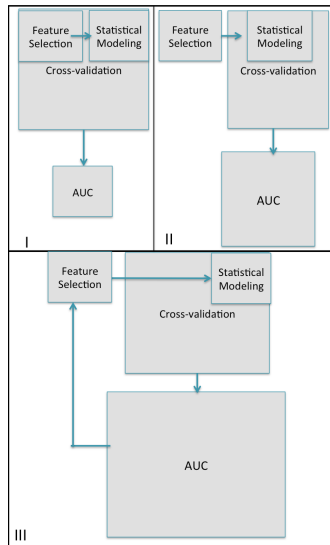 Feature
Selection
Statistical
Modeling
Cross-validation
AUC
I
Feature
Selection
Statistical
Modeling
Cross-validation
AUC
II
Feature
Selection
Statistical
Modeling
Cross-validation
AUC
III